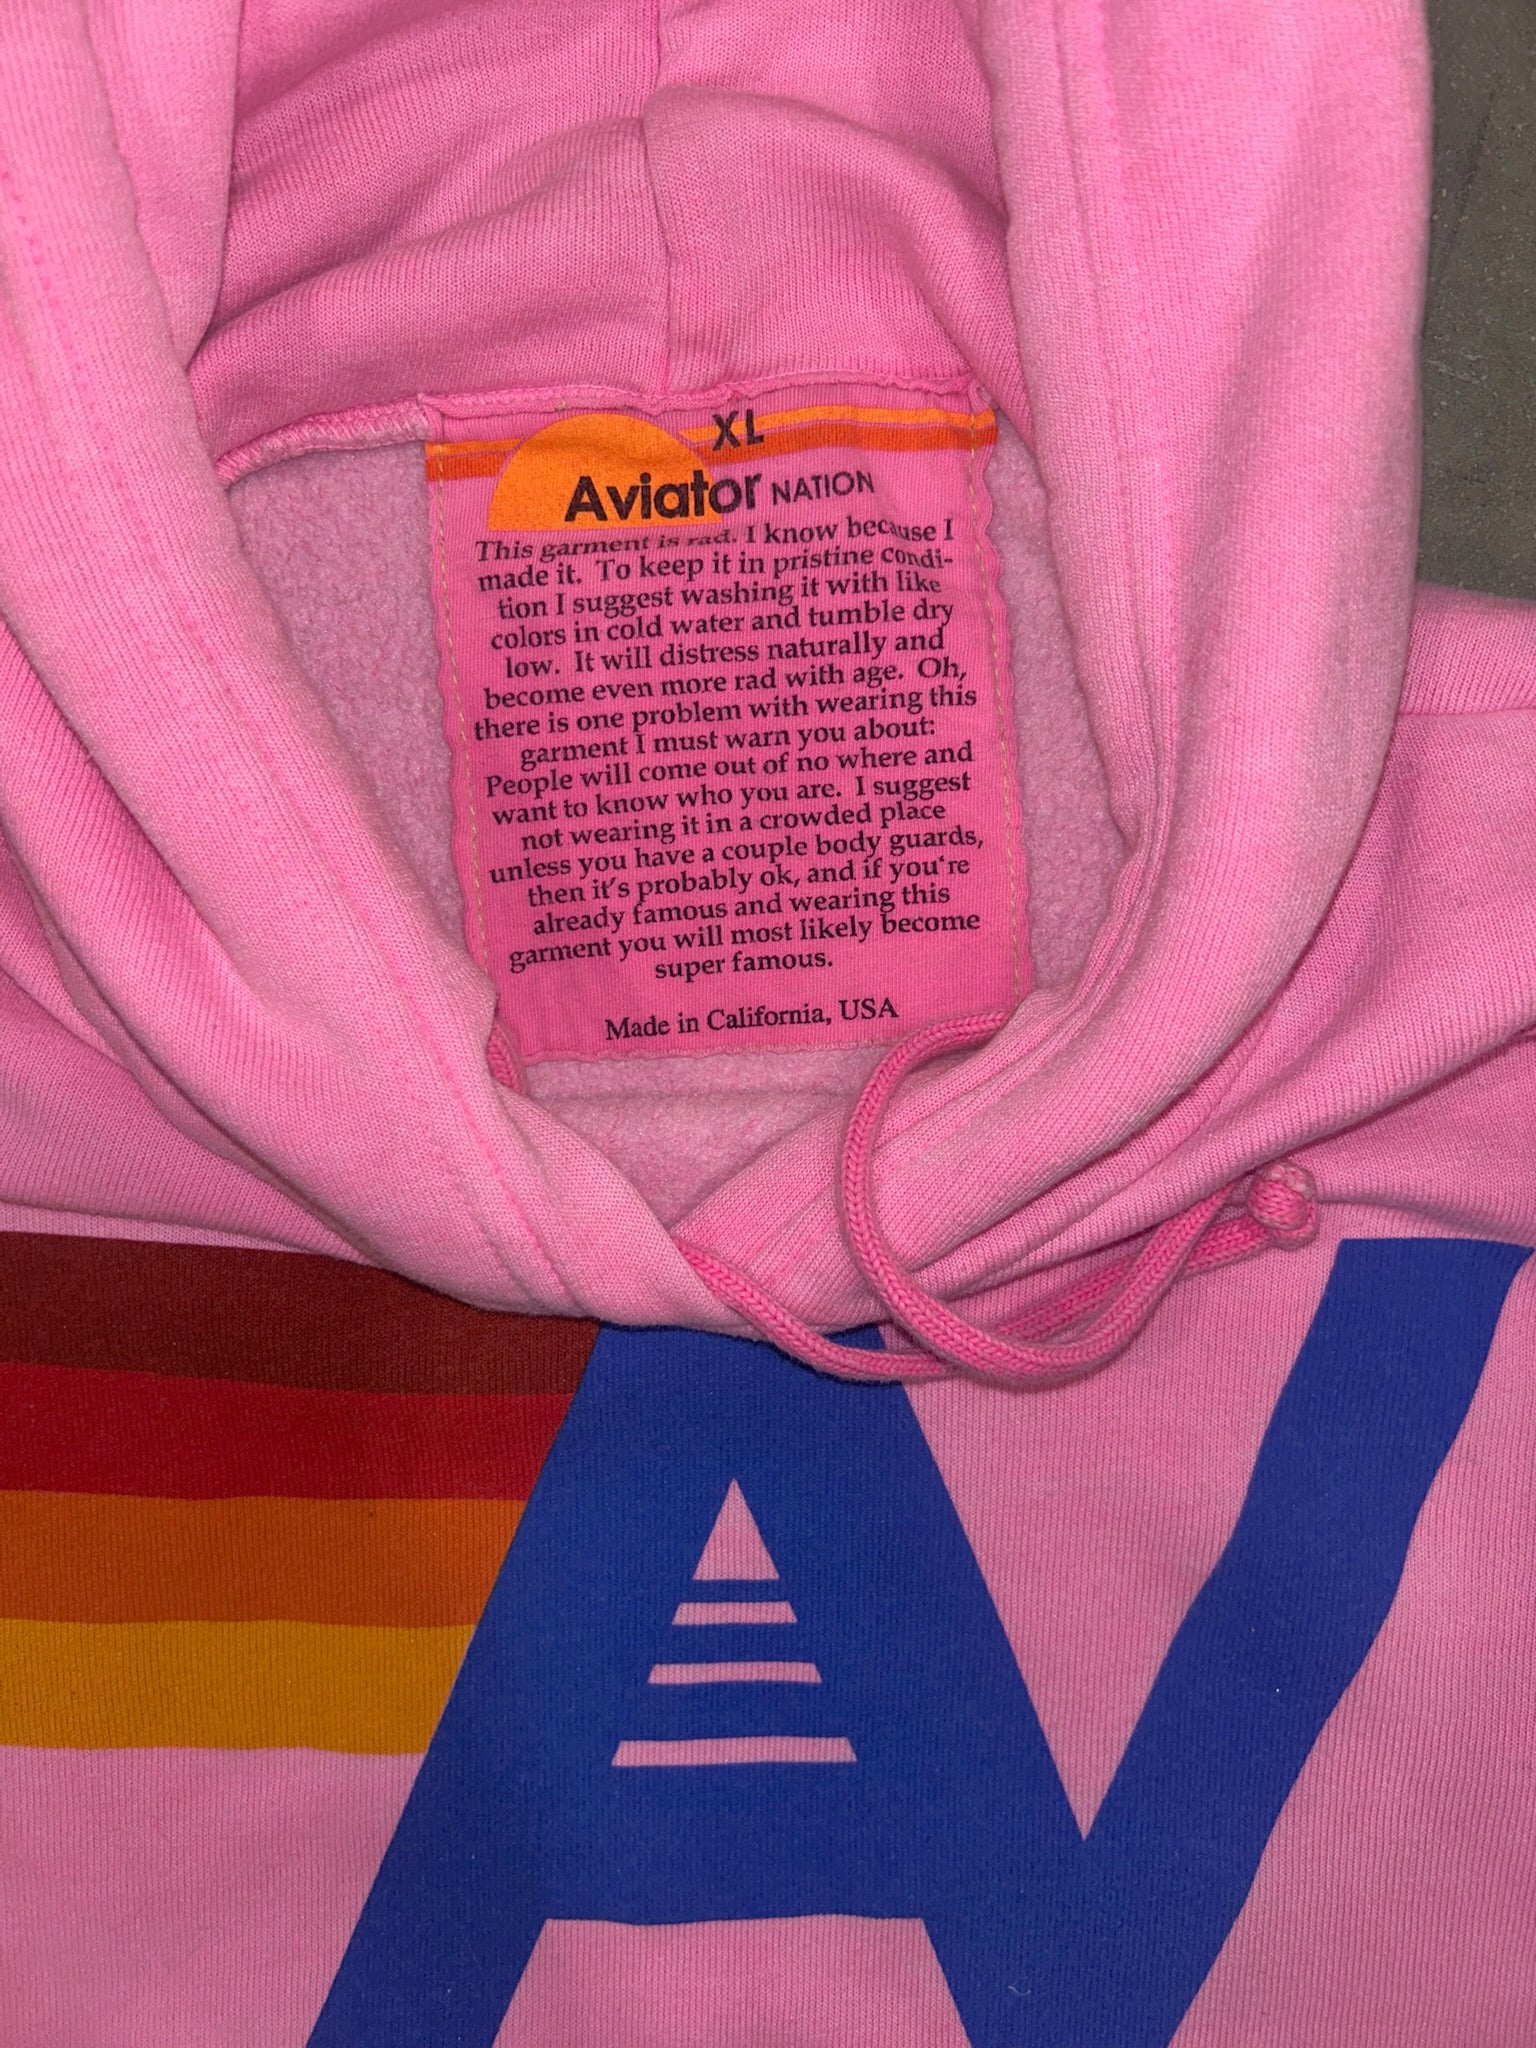 XL
Aviator NATION
This garment is rad. I know because I
made it. To keep it in pristine condi-
tion I suggest washing it with like
colors in cold water and tumble dry
low. It will distress naturally and
become even more rad with age. Oh,
there is one problem with wearing this
garment I must warn you about:
People will come out of no where and
want to know who you are. I suggest
not wearing it in a crowded place
unless you have a couple body guards,
then it's probably ok, and if you‘re
already famous and wearing this
garment you will most likely become
super famous.
Made in California, USA
AV